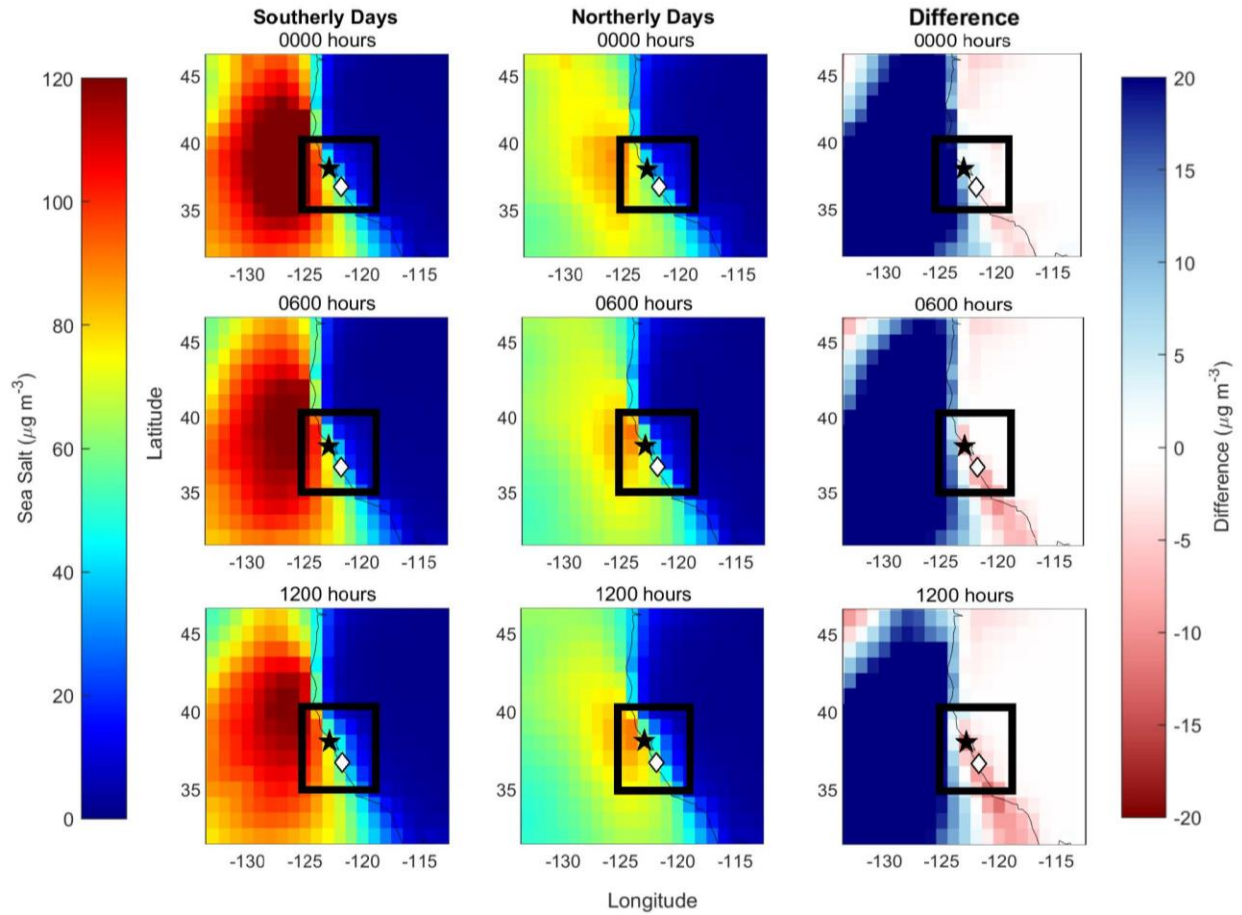 Southerly Days
0000 hours
Northerly Days
0000 hours
Difference
0000 hours
45
40
35
-130 -125 -120 -115
45
40
35
-130 -125 -120 -115
45
40
35
-130 -125 -120 -115
0600 hours
0600 hours
0600 hours
45
40
35
-130 -125 -120 -115
45
40
35
-130 -125 -120 -115
45
40
35
-130 -125 -120 -115
1200 hours
1200 hours
1200 hours
45
40
35
-130 -125 -120 -115
45
40
35
-130 -125 -120 -115
45
40
35
-130 -125 -120 -115
Latitude
Longitude
Sea Salt (μg m⁻³)
120
100
80
60
40
20
0
Difference (μg m⁻³)
20
15
10
5
0
-5
-10
-15
-20